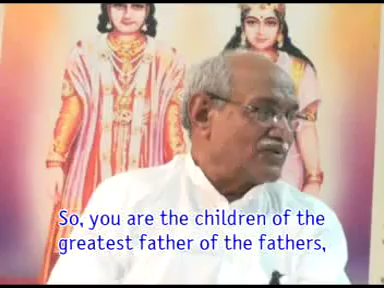 So, you are the children of the
greatest father of the fathers,